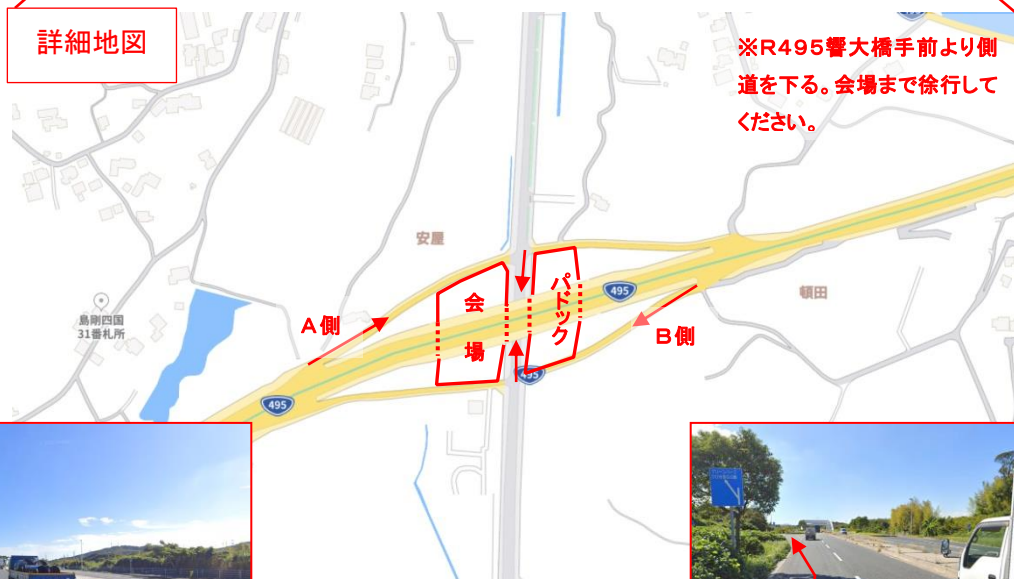 詳細地図
※R495響大橋手前より側
道を下る。会場まで徐行して
ください。
安屋
島剛四国
31番札所
A側
会場
パドック
495
頓田
B側
495
495